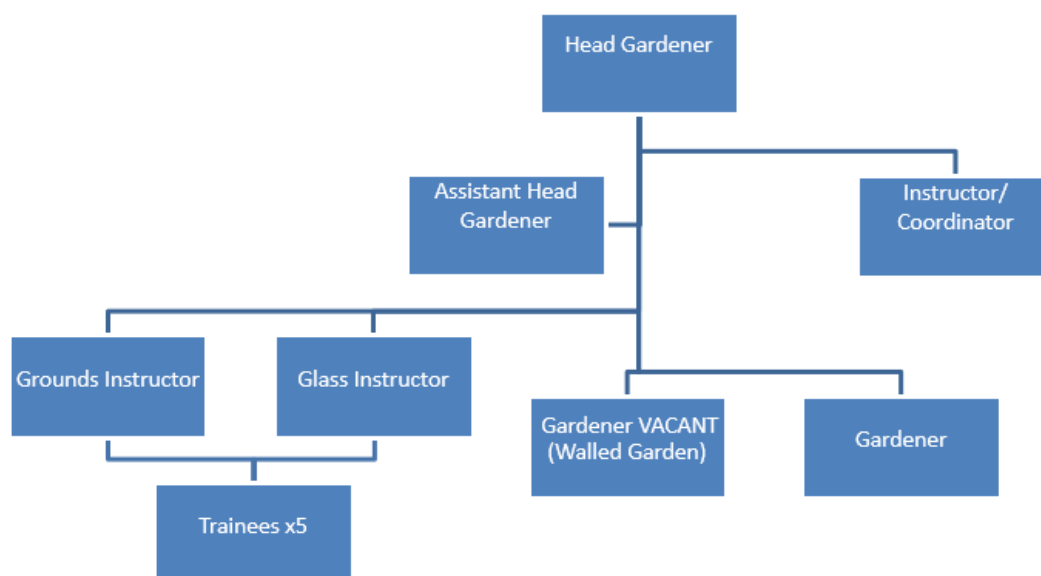 Head Gardener
Assistant Head
Gardener
Instructor/
Coordinator
Grounds Instructor
Glass Instructor
Gardener VACANT
(Walled Garden)
Gardener
Trainees x5